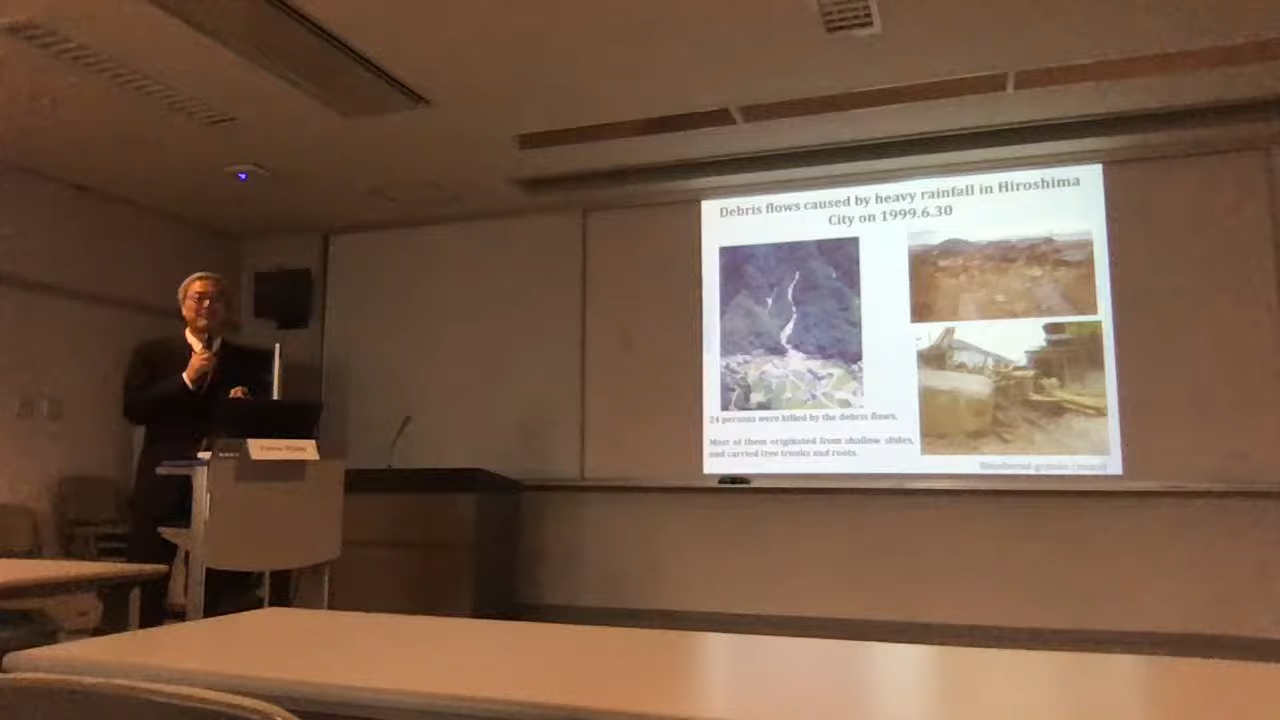 Debris flows caused by heavy rainfall in Hiroshima
City on 1999.6.30
24 persons were killed by the debris flows.
Most of them originated from shallow slides,
and carried tree trunks and roots.